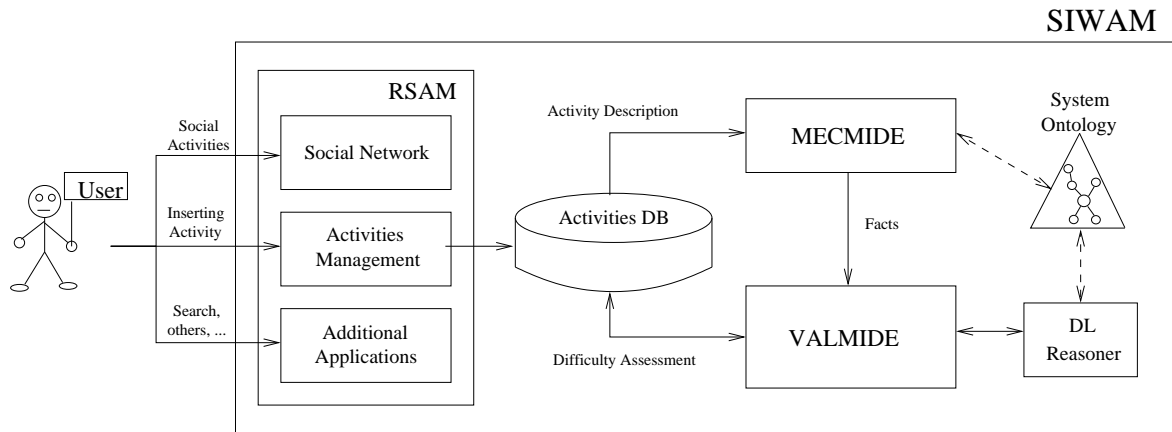 SIWAM
RSAM
Social
Activities
Social Network
User
Inserting
Activity
Activities
Management
Search,
others, ...
Additional
Applications
Activity Description
Activities DB
Difficulty Assessment
MECMIDE
Facts
VALMIDE
System
Ontology
DL
Reasoner